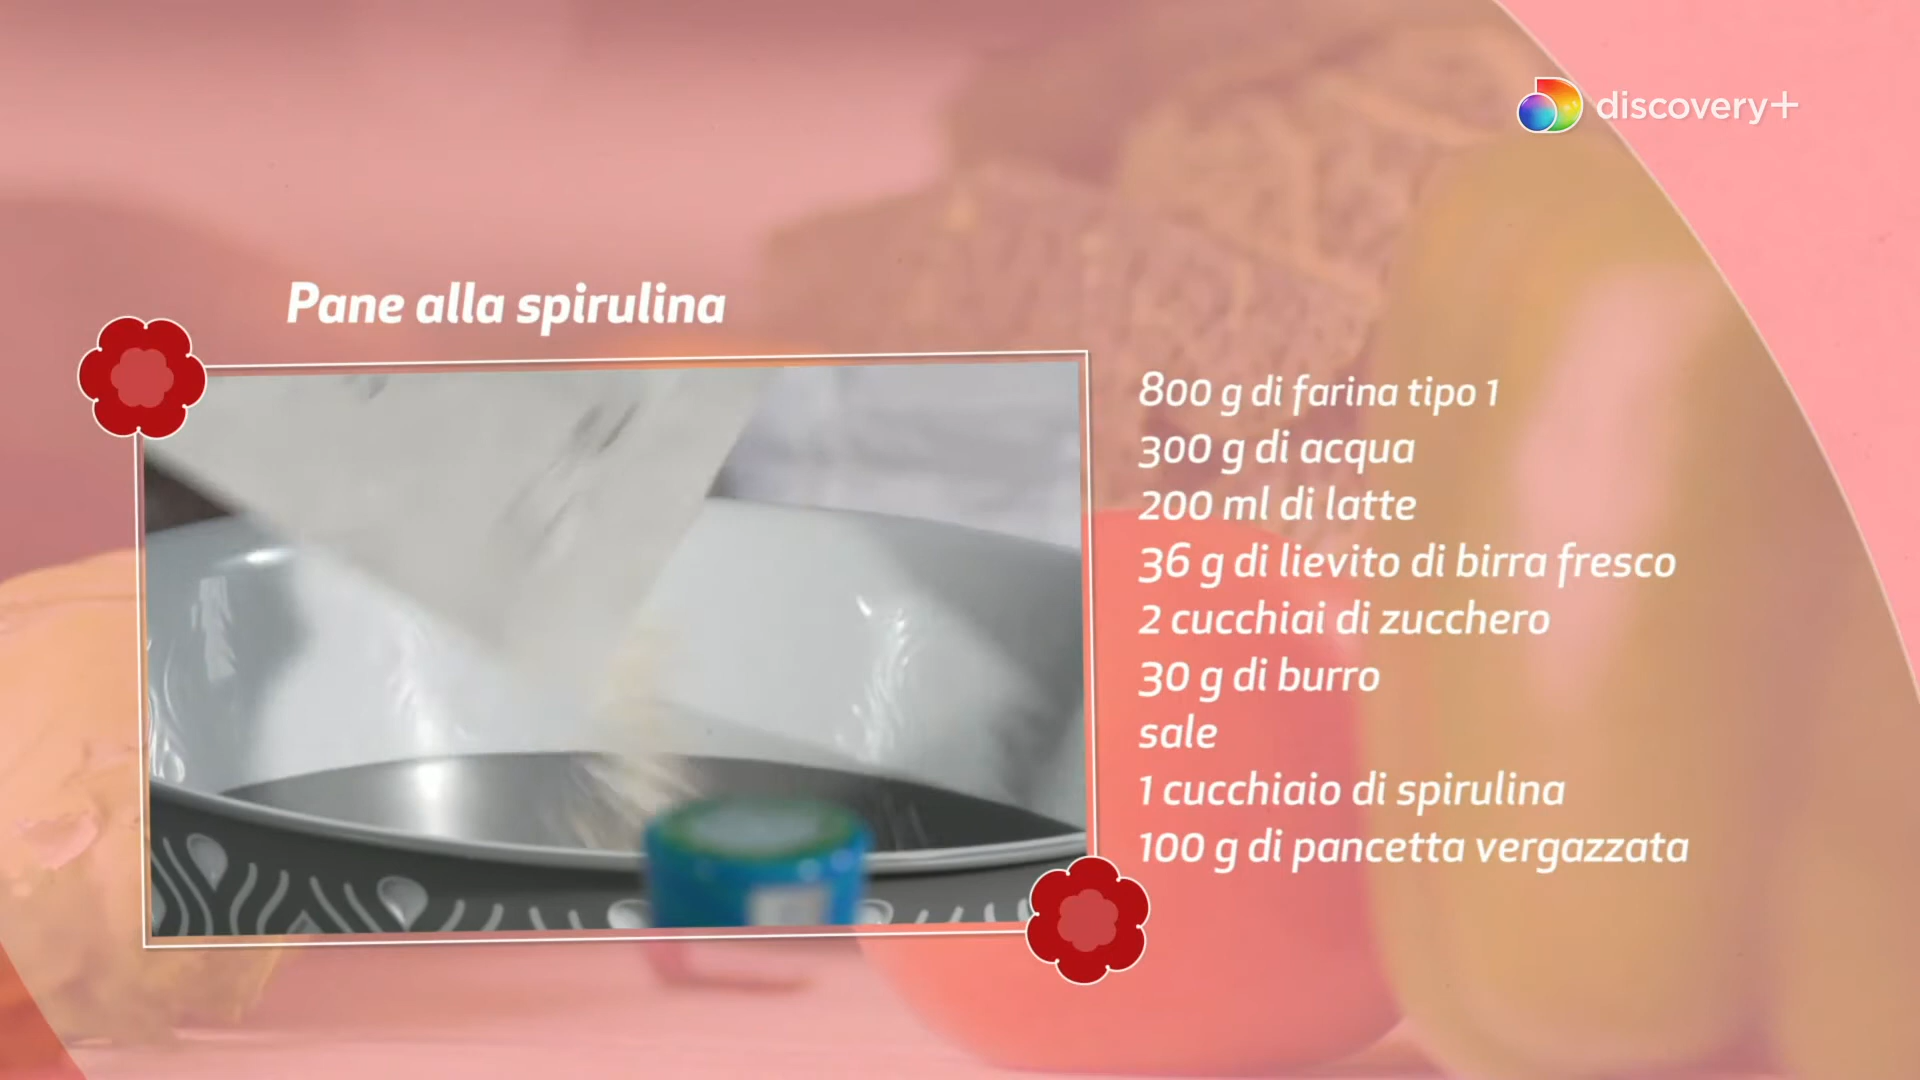 discovery+
Pane alla spirulina
800 g di farina tipo 1
300 g di acqua
200 ml di latte
36 g di lievito di birra fresco
2 cucchiai di zucchero
30 g di burro
sale
1 cucchiaio di spirulina
100 g di pancetta vergazzata